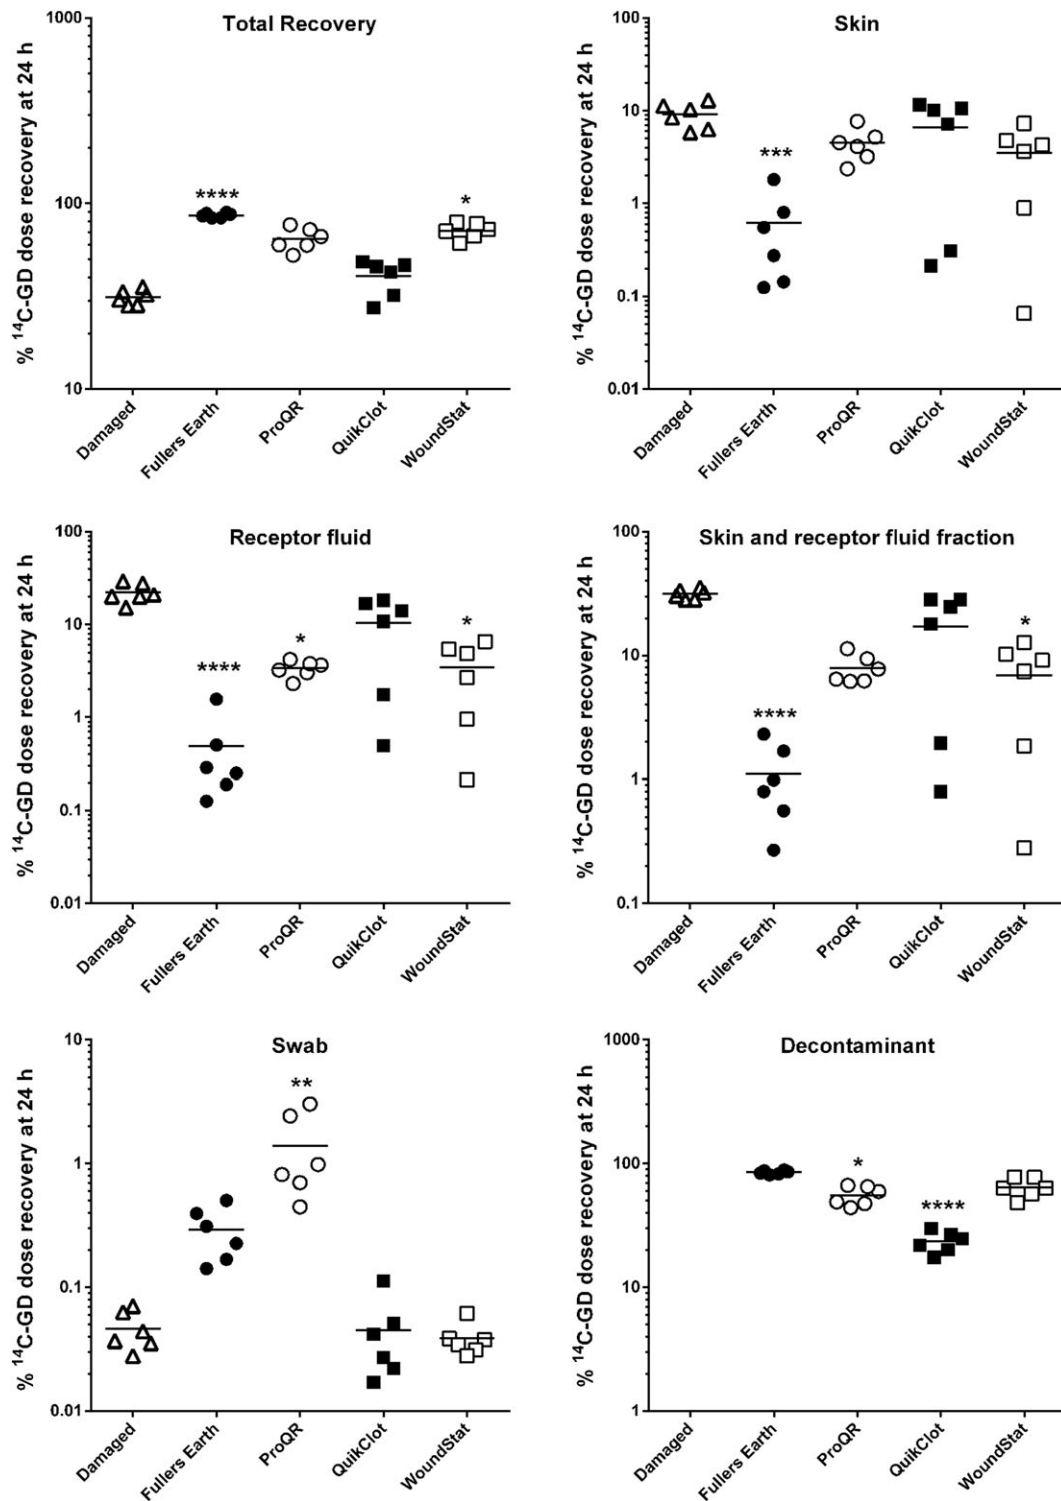 Total Recovery
% ¹⁴C-GD dose recovery at 24 h
1000
100
10
****
*
Damaged
Fullers Earth
ProQR
QuikClot
WoundStat
Skin
% ¹⁴C-GD dose recovery at 24 h
100
10
1
0.1
0.01
***
Damaged
Fullers Earth
ProQR
QuikClot
WoundStat
Receptor fluid
% ¹⁴C-GD dose recovery at 24 h
100
10
1
0.1
0.01
****
*
*
Damaged
Fullers Earth
ProQR
QuikClot
WoundStat
Skin and receptor fluid fraction
% ¹⁴C-GD dose recovery at 24 h
100
10
1
0.1
****
*
Damaged
Fullers Earth
ProQR
QuikClot
WoundStat
Swab
% ¹⁴C-GD dose recovery at 24 h
10
1
0.1
0.01
**
Damaged
Fullers Earth
ProQR
QuikClot
WoundStat
Decontaminant
% ¹⁴C-GD dose recovery at 24 h
1000
100
10
1
*
****
Damaged
Fullers Earth
ProQR
QuikClot
WoundStat